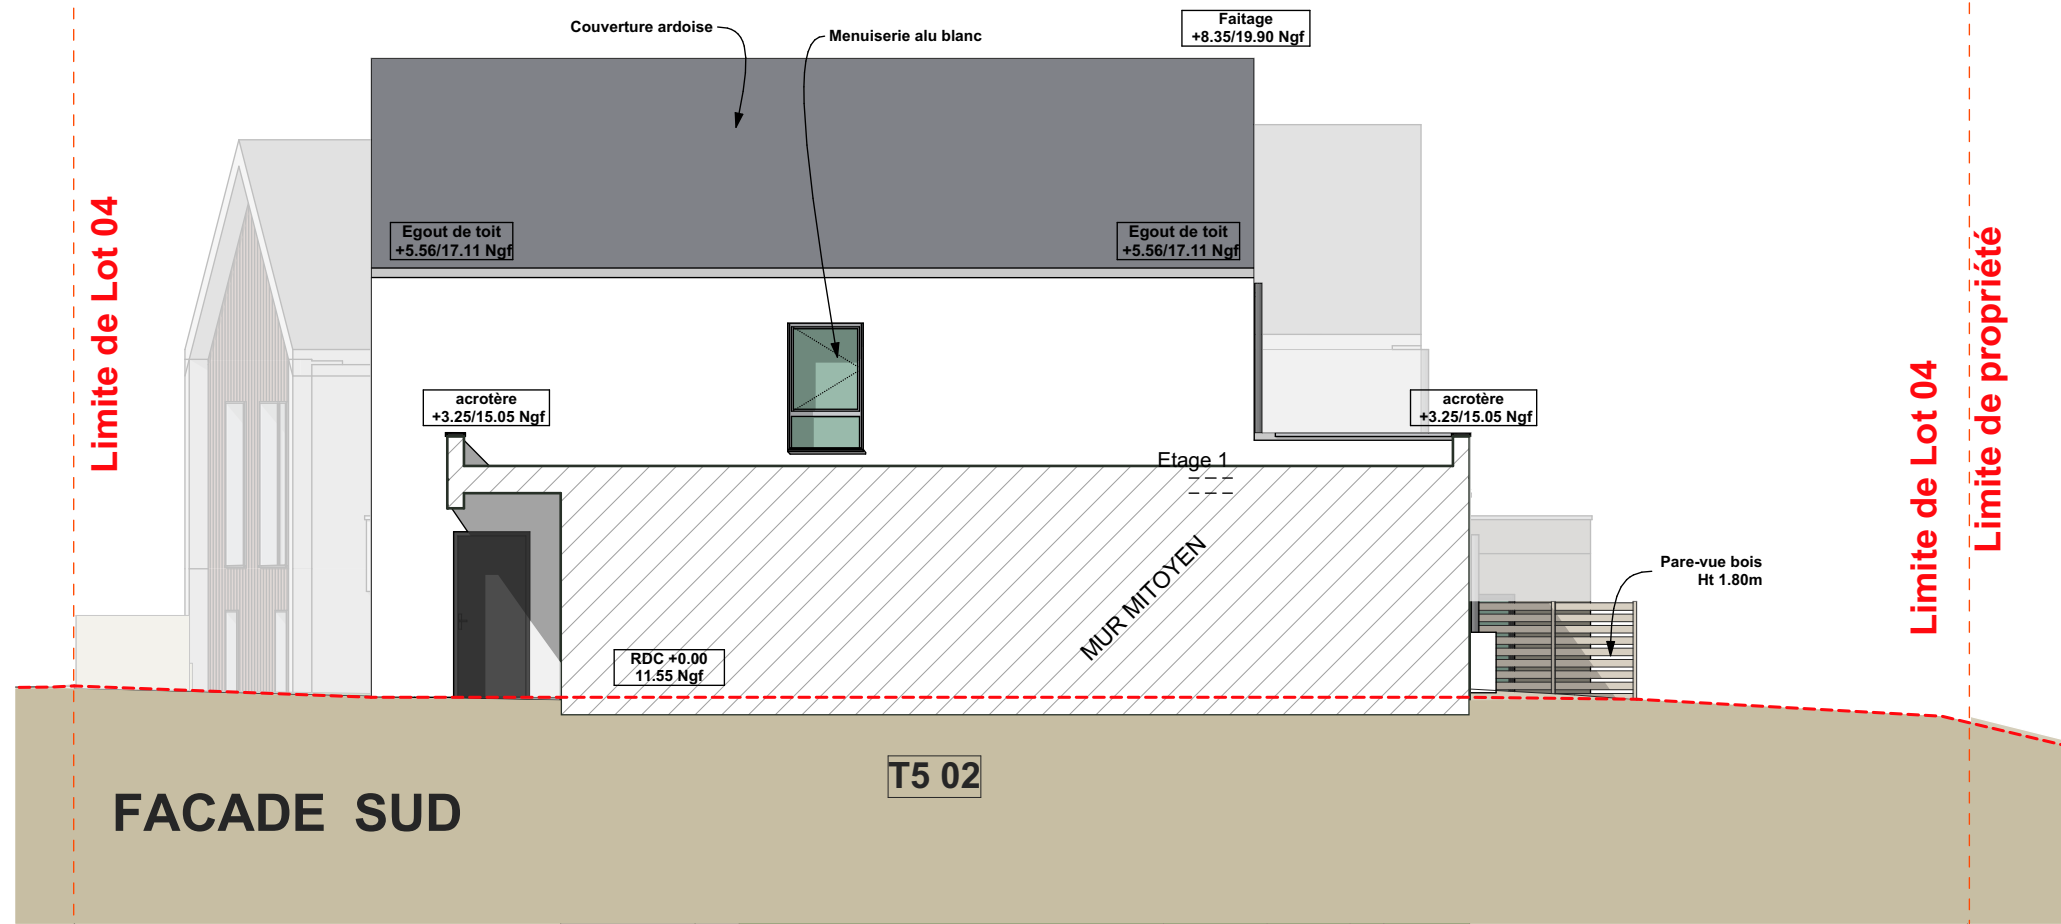 Couverture ardoise
Menuiserie alu blanc
Faitage
+8.35/19.90 Ngf
Limite de Lot 04
Egout de toit
+5.56/17.11 Ngf
Egout de toit
+5.56/17.11 Ngf
Limite de propriété
acrotère
+3.25/15.05 Ngf
acrotère
+3.25/15.05 Ngf
Limite de Lot 04
Etage 1
MUR MITOYEN
Pare-vue bois
Ht 1.80m
RDC +0.00
11.55 Ngf
T5 02
FACADE SUD